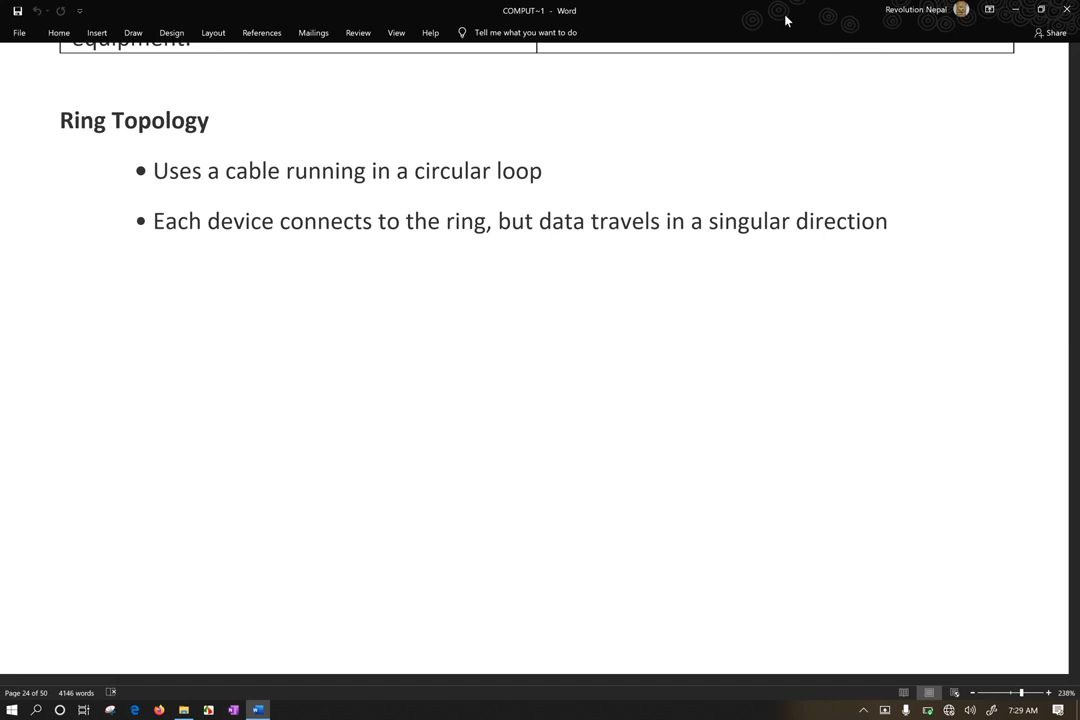 COMPUT~1 - Word
Revolution Nepal
File Home Insert Draw Design Layout References Mailings Review View Help Tell me what you want to do Share
equipment.
Ring Topology
• Uses a cable running in a circular loop
• Each device connects to the ring, but data travels in a singular direction
Page 24 of 50 4146 words 238%
7:29 AM